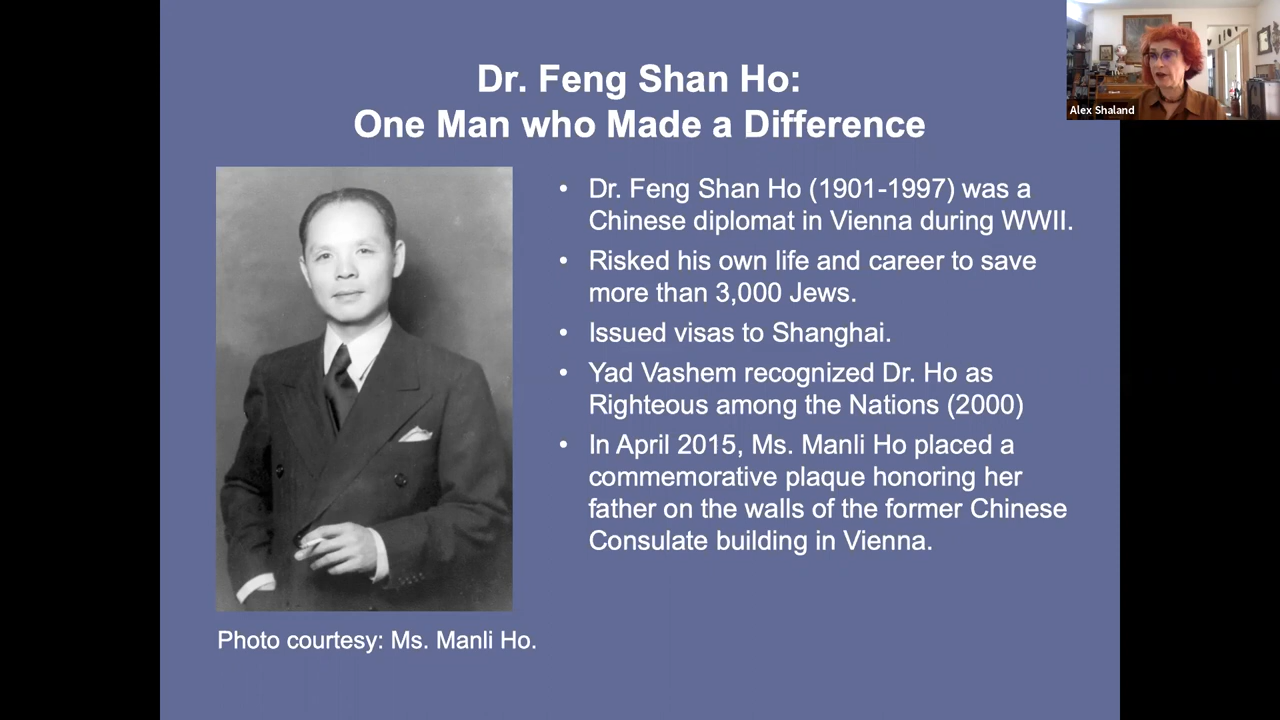 Dr. Feng Shan Ho:
One Man who Made a Difference
Alex Shaland
• Dr. Feng Shan Ho (1901-1997) was a
Chinese diplomat in Vienna during WWII.
• Risked his own life and career to save
more than 3,000 Jews.
• Issued visas to Shanghai.
• Yad Vashem recognized Dr. Ho as
Righteous among the Nations (2000)
• In April 2015, Ms. Manli Ho placed a
commemorative plaque honoring her
father on the walls of the former Chinese
Consulate building in Vienna.
Photo courtesy: Ms. Manli Ho.